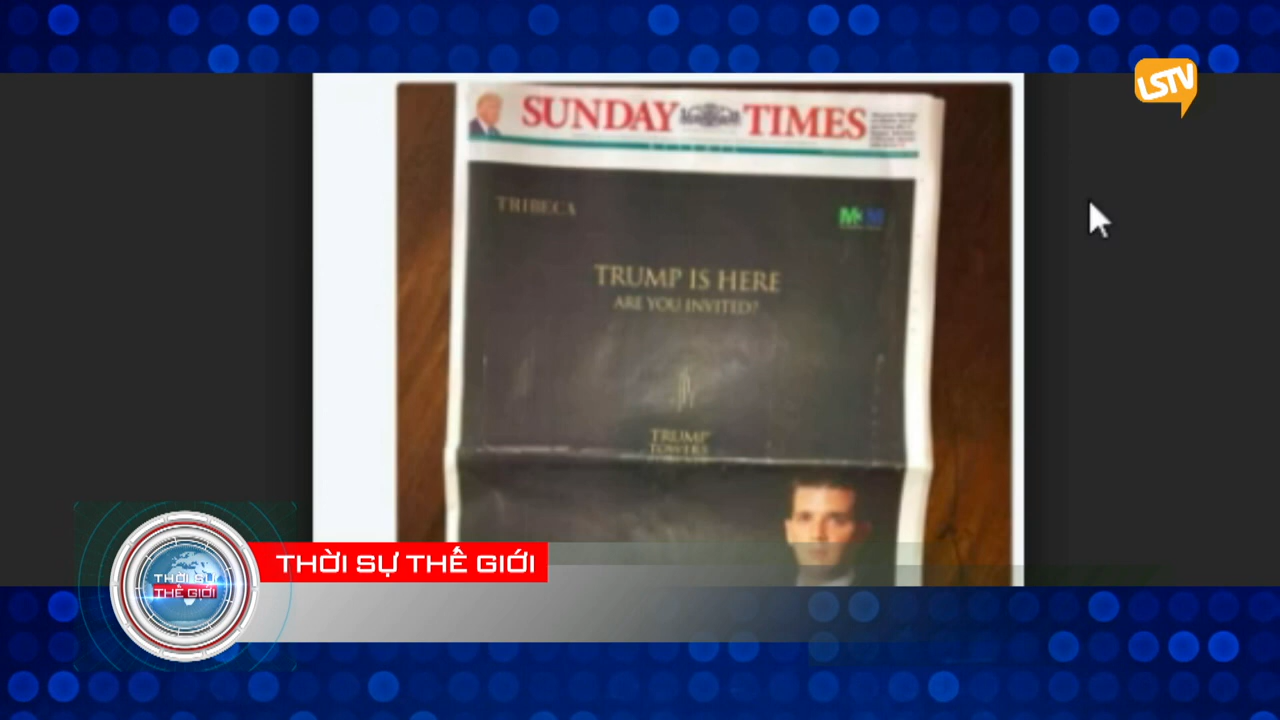 LSTV
SUNDAY TIMES
TRIBECA
TRUMP IS HERE
ARE YOU INVITED?
TRUMP
TOWERS
THỜI SỰ THẾ GIỚI
THỜI SỰ
THẾ GIỚI